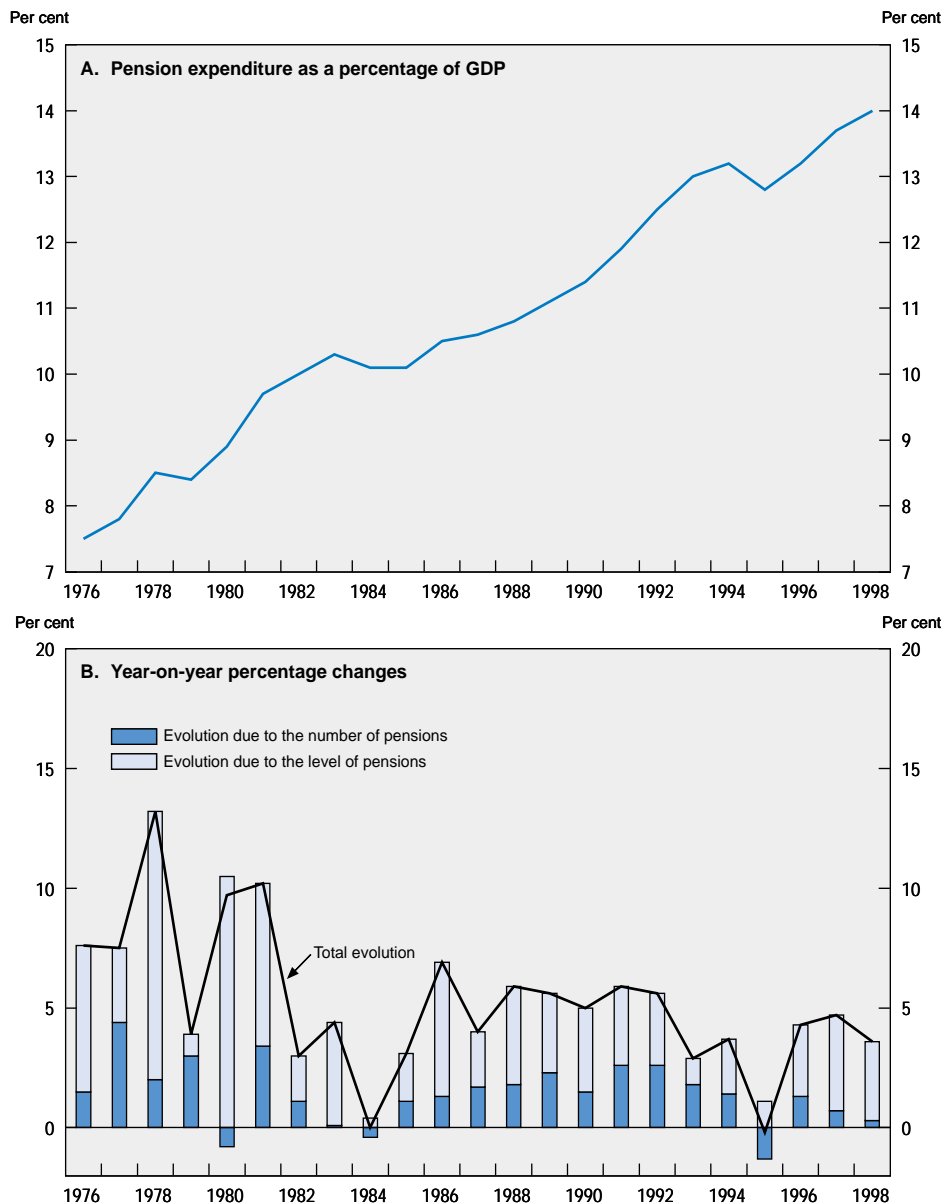 Per cent Per cent
15 15
A. Pension expenditure as a percentage of GDP
14 14
13 13
12 12
11 11
10 10
9 9
8 8
7 7
1976 1978 1980 1982 1984 1986 1988 1990 1992 1994 1996 1998
Per cent Per cent
20 20
B. Year-on-year percentage changes
Evolution due to the number of pensions
Evolution due to the level of pensions
15 15
10 10
Total evolution
5 5
0 0
1976 1978 1980 1982 1984 1986 1988 1990 1992 1994 1996 1998